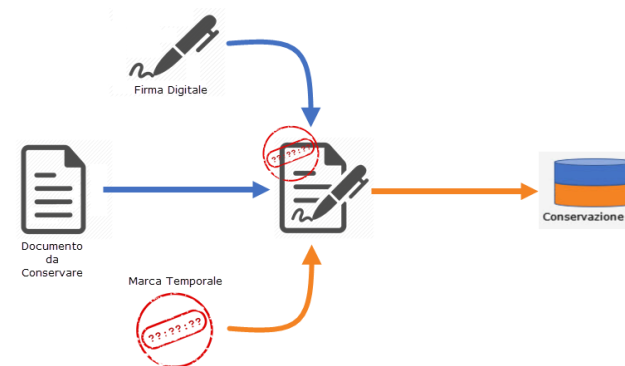 Firma Digitale
??:??:??
Documento
da
Conservare
Conservazione
Marca Temporale
??:??:??